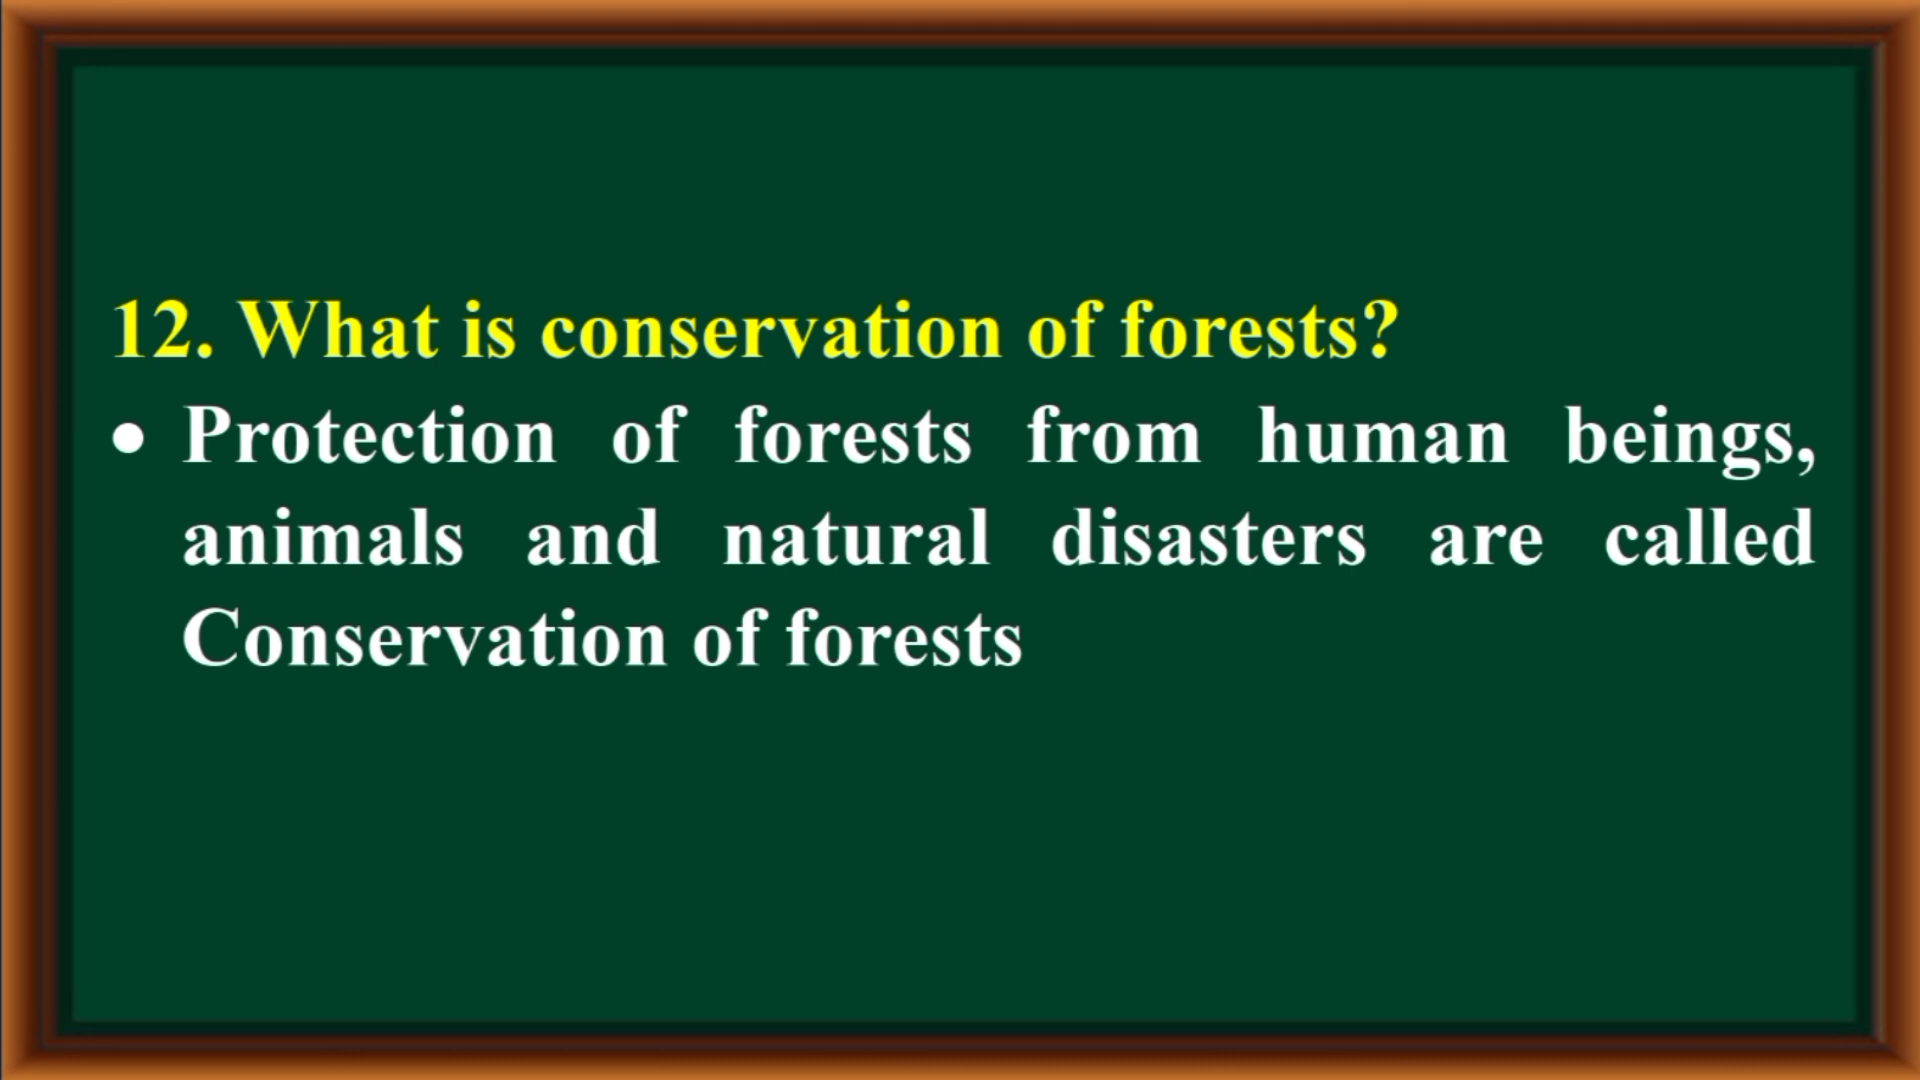 12. What is conservation of forests?
• Protection of forests from human beings,
animals and natural disasters are called
Conservation of forests